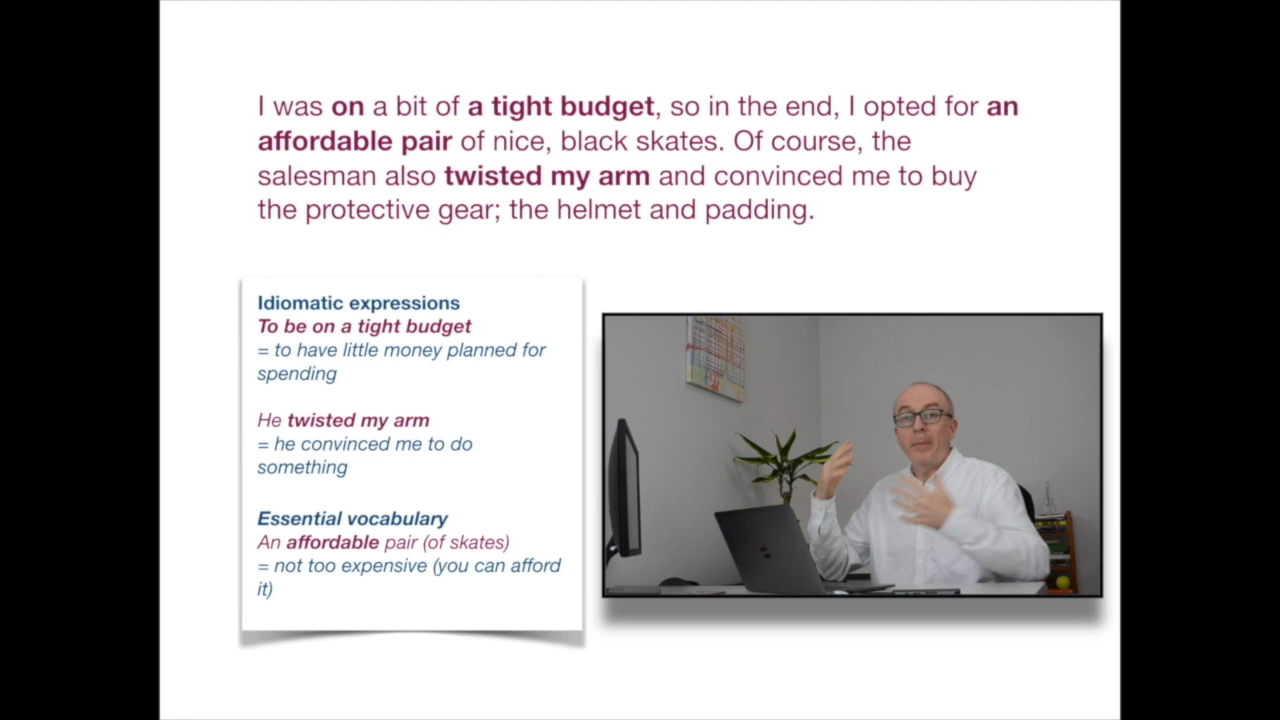 I was on a bit of a tight budget, so in the end, I opted for an
affordable pair of nice, black skates. Of course, the
salesman also twisted my arm and convinced me to buy
the protective gear; the helmet and padding.
Idiomatic expressions
To be on a tight budget
= to have little money planned for
spending
He twisted my arm
= he convinced me to do
something
Essential vocabulary
An affordable pair (of skates)
= not too expensive (you can afford
it)